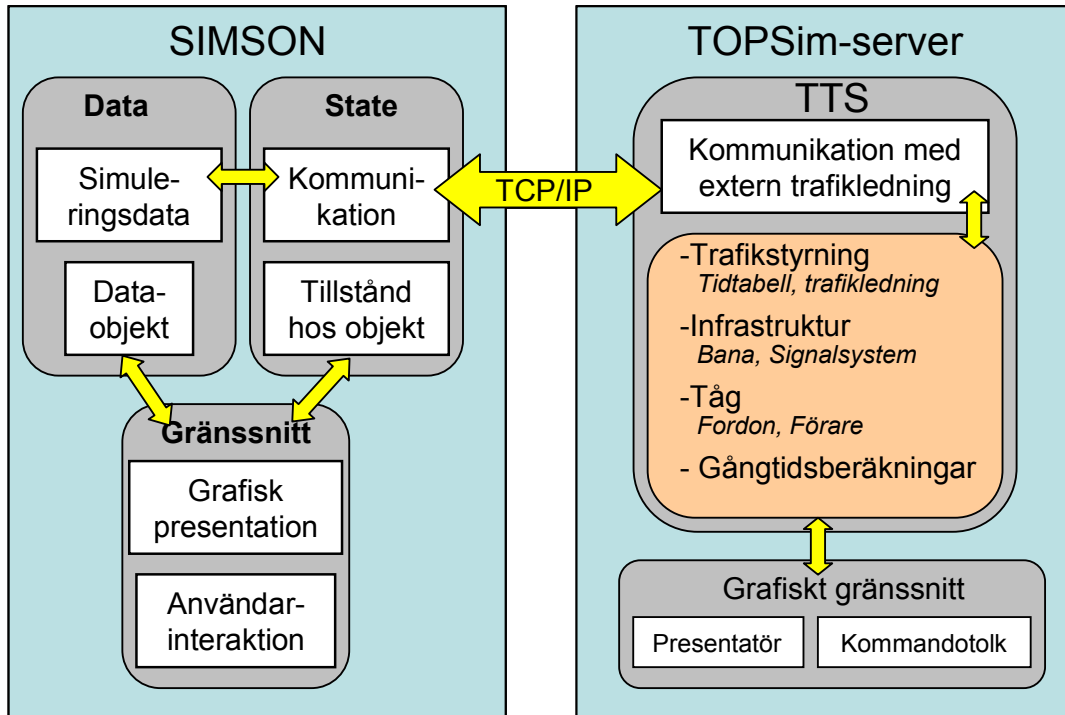 SIMSON
Data
Simule-
ringsdata
Data-
objekt
State
Kommuni-
kation
Tillstånd
hos objekt
Gränssnitt
Grafisk
presentation
Användar-
interaktion
TCP/IP
TOPSim-server
TTS
Kommunikation med
extern trafikledning
-Trafikstyrning
Tidtabell, trafikledning
-Infrastruktur
Bana, Signalsystem
-Tåg
Fordon, Förare
- Gångtidsberäkningar
Grafiskt gränssnitt
Presentatör
Kommandotolk